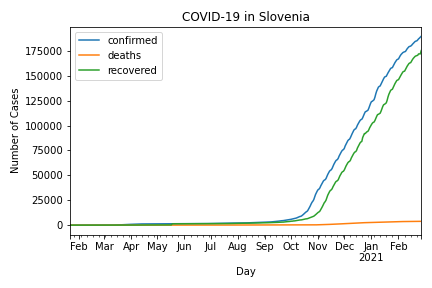 COVID-19 in Slovenia
confirmed
deaths
recovered
Number of Cases
175000
150000
125000
100000
75000
50000
25000
0
Feb Mar Apr May Jun Jul Aug Sep Oct Nov Dec Jan Feb
2021
Day